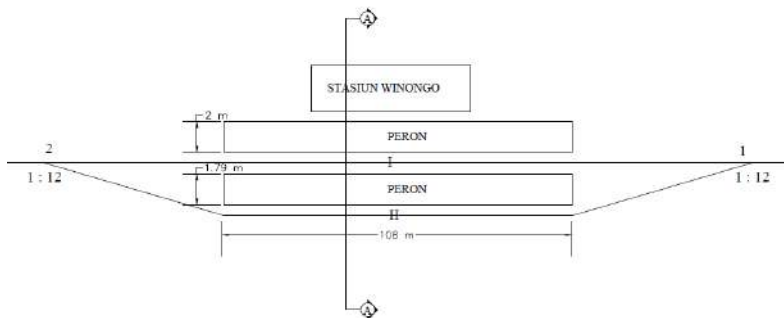 A
STASIUN WINONGO
2 m
PERON
2
I
1
1 : 12
1.79 m
PERON
1 : 12
II
108 m
A